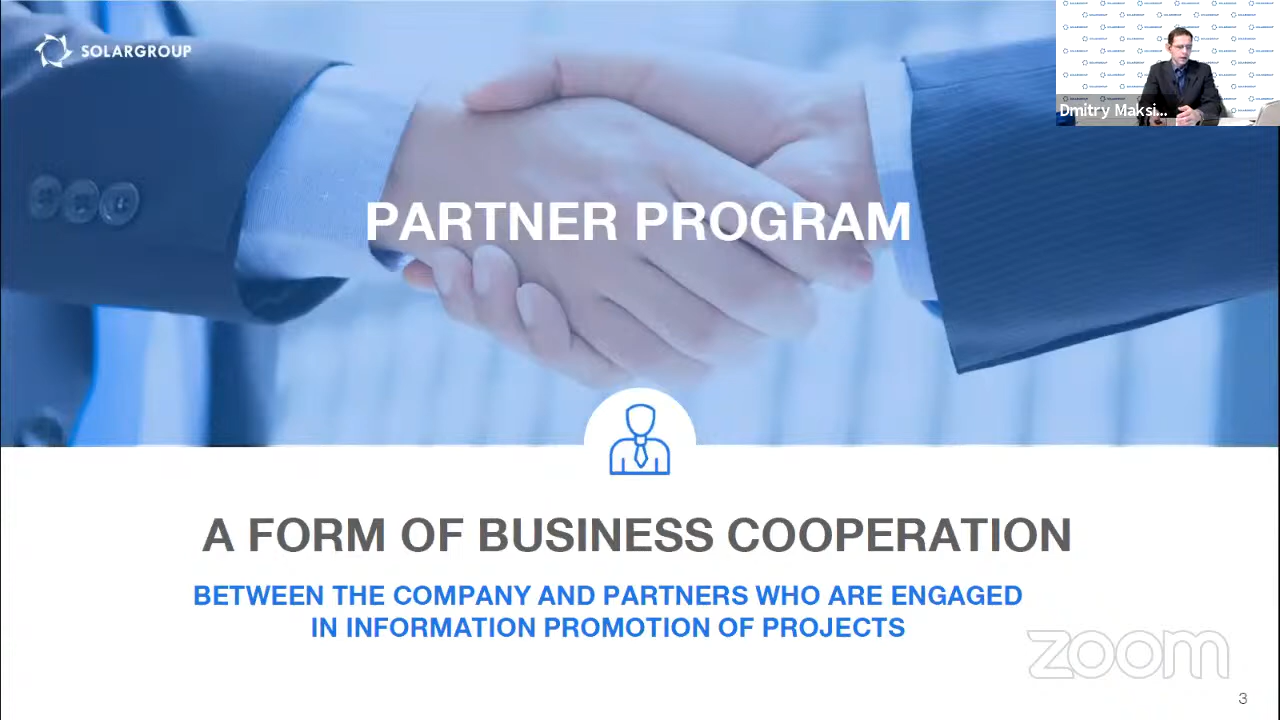 SOLARGROUP
Dmitry Maksi...
PARTNER PROGRAM
A FORM OF BUSINESS COOPERATION
BETWEEN THE COMPANY AND PARTNERS WHO ARE ENGAGED
IN INFORMATION PROMOTION OF PROJECTS
zoom
3